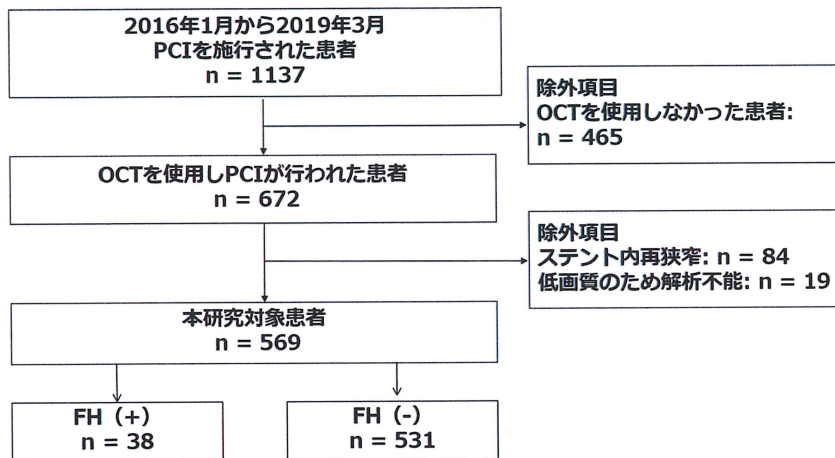 2016年1月から2019年3月
PCIを施行された患者
n = 1137
除外項目
OCTを使用しなかった患者:
n = 465
OCTを使用しPCIが行われた患者
n = 672
除外項目
ステント内再狭窄: n = 84
低画質のため解析不能: n = 19
本研究対象患者
n = 569
FH (+)
n = 38
FH (-)
n = 531